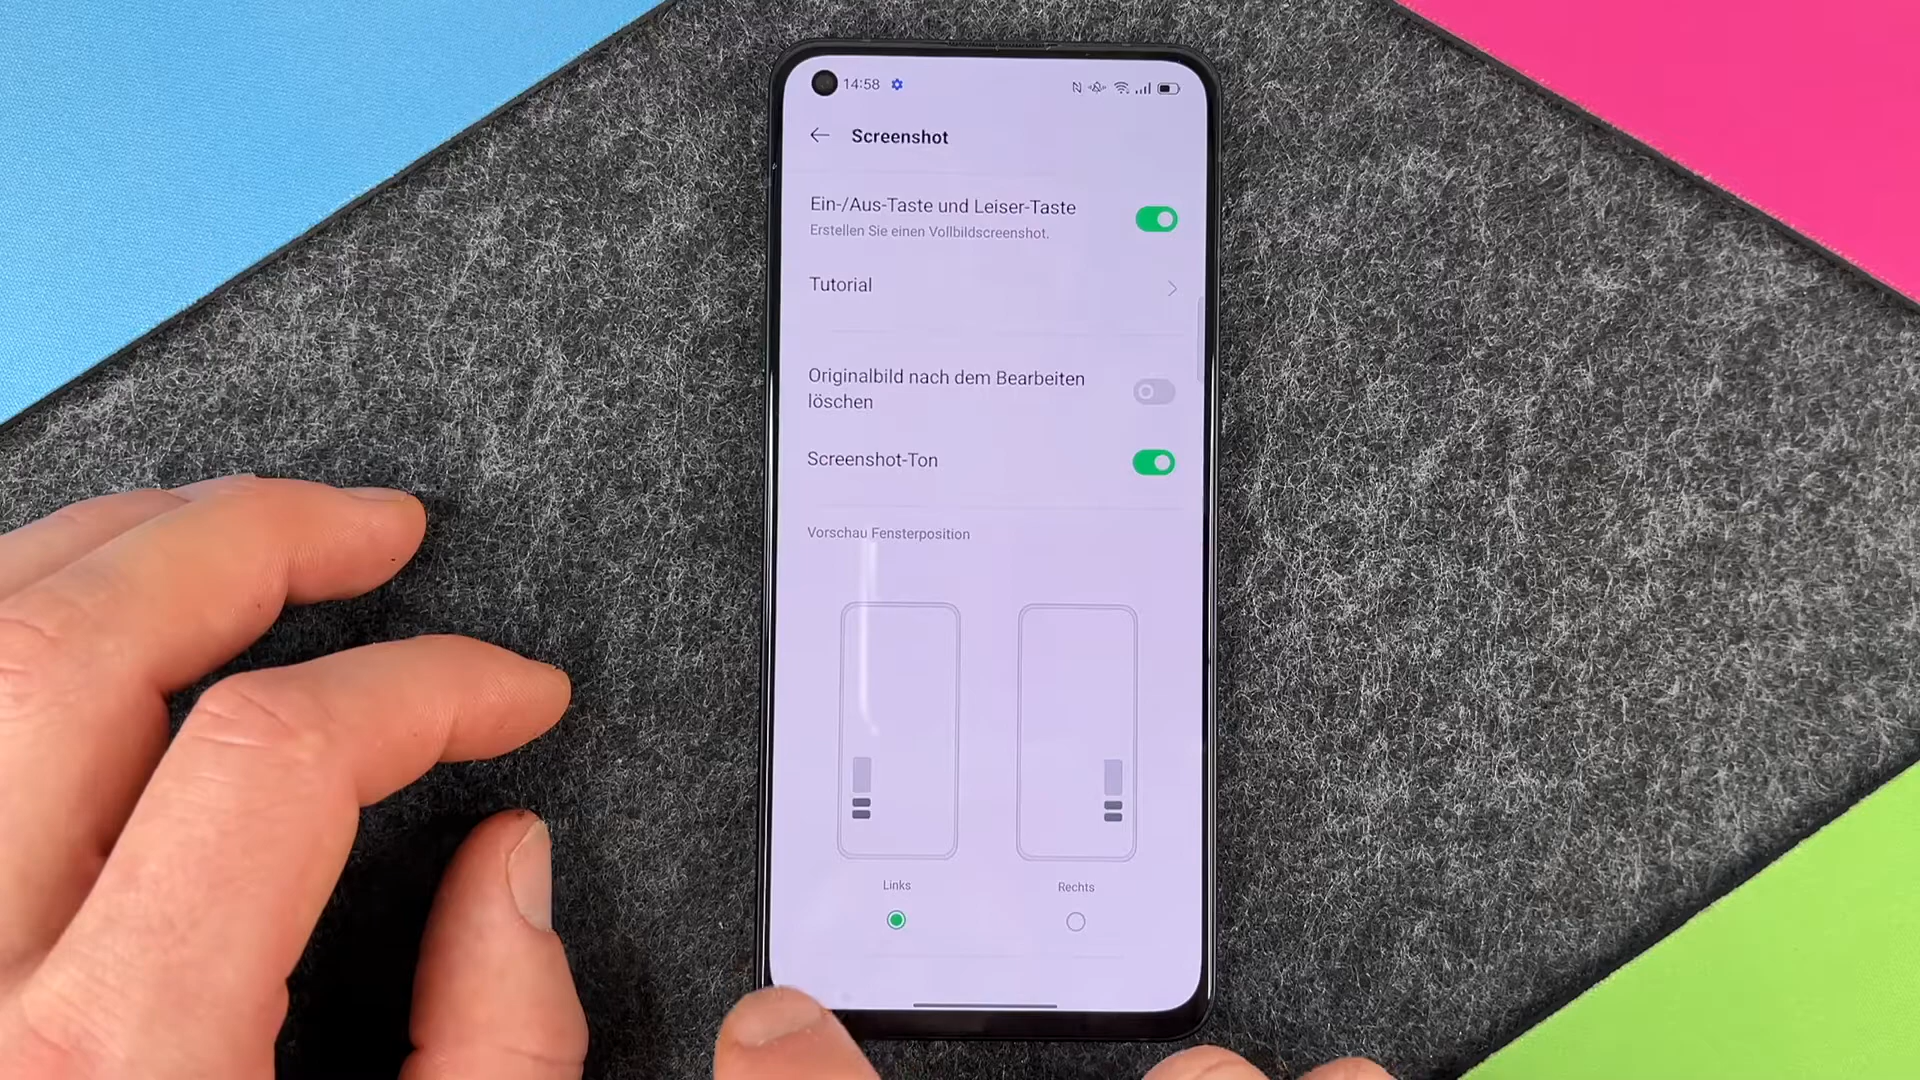 14:58
Screenshot
Ein-/Aus-Taste und Leiser-Taste
Erstellen Sie einen Vollbildscreenshot.
Tutorial
Originalbild nach dem Bearbeiten
löschen
Screenshot-Ton
Vorschau Fensterposition
Links
Rechts